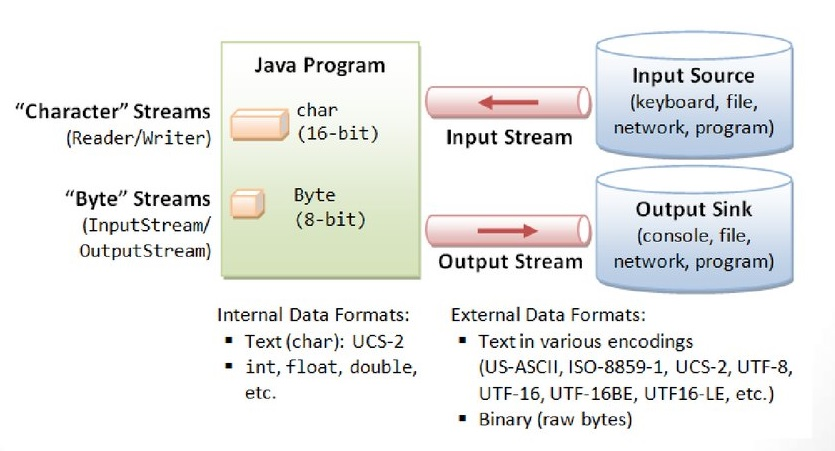 Java Program
“Character” Streams
(Reader/Writer)
char
(16-bit)
“Byte” Streams
(InputStream/
OutputStream)
Byte
(8-bit)
Input Stream
Output Stream
Input Source
(keyboard, file,
network, program)
Output Sink
(console, file,
network, program)
Internal Data Formats:
▪ Text (char): UCS-2
▪ int, float, double,
etc.
External Data Formats:
▪ Text in various encodings
(US-ASCII, ISO-8859-1, UCS-2, UTF-8,
UTF-16, UTF-16BE, UTF16-LE, etc.)
▪ Binary (raw bytes)